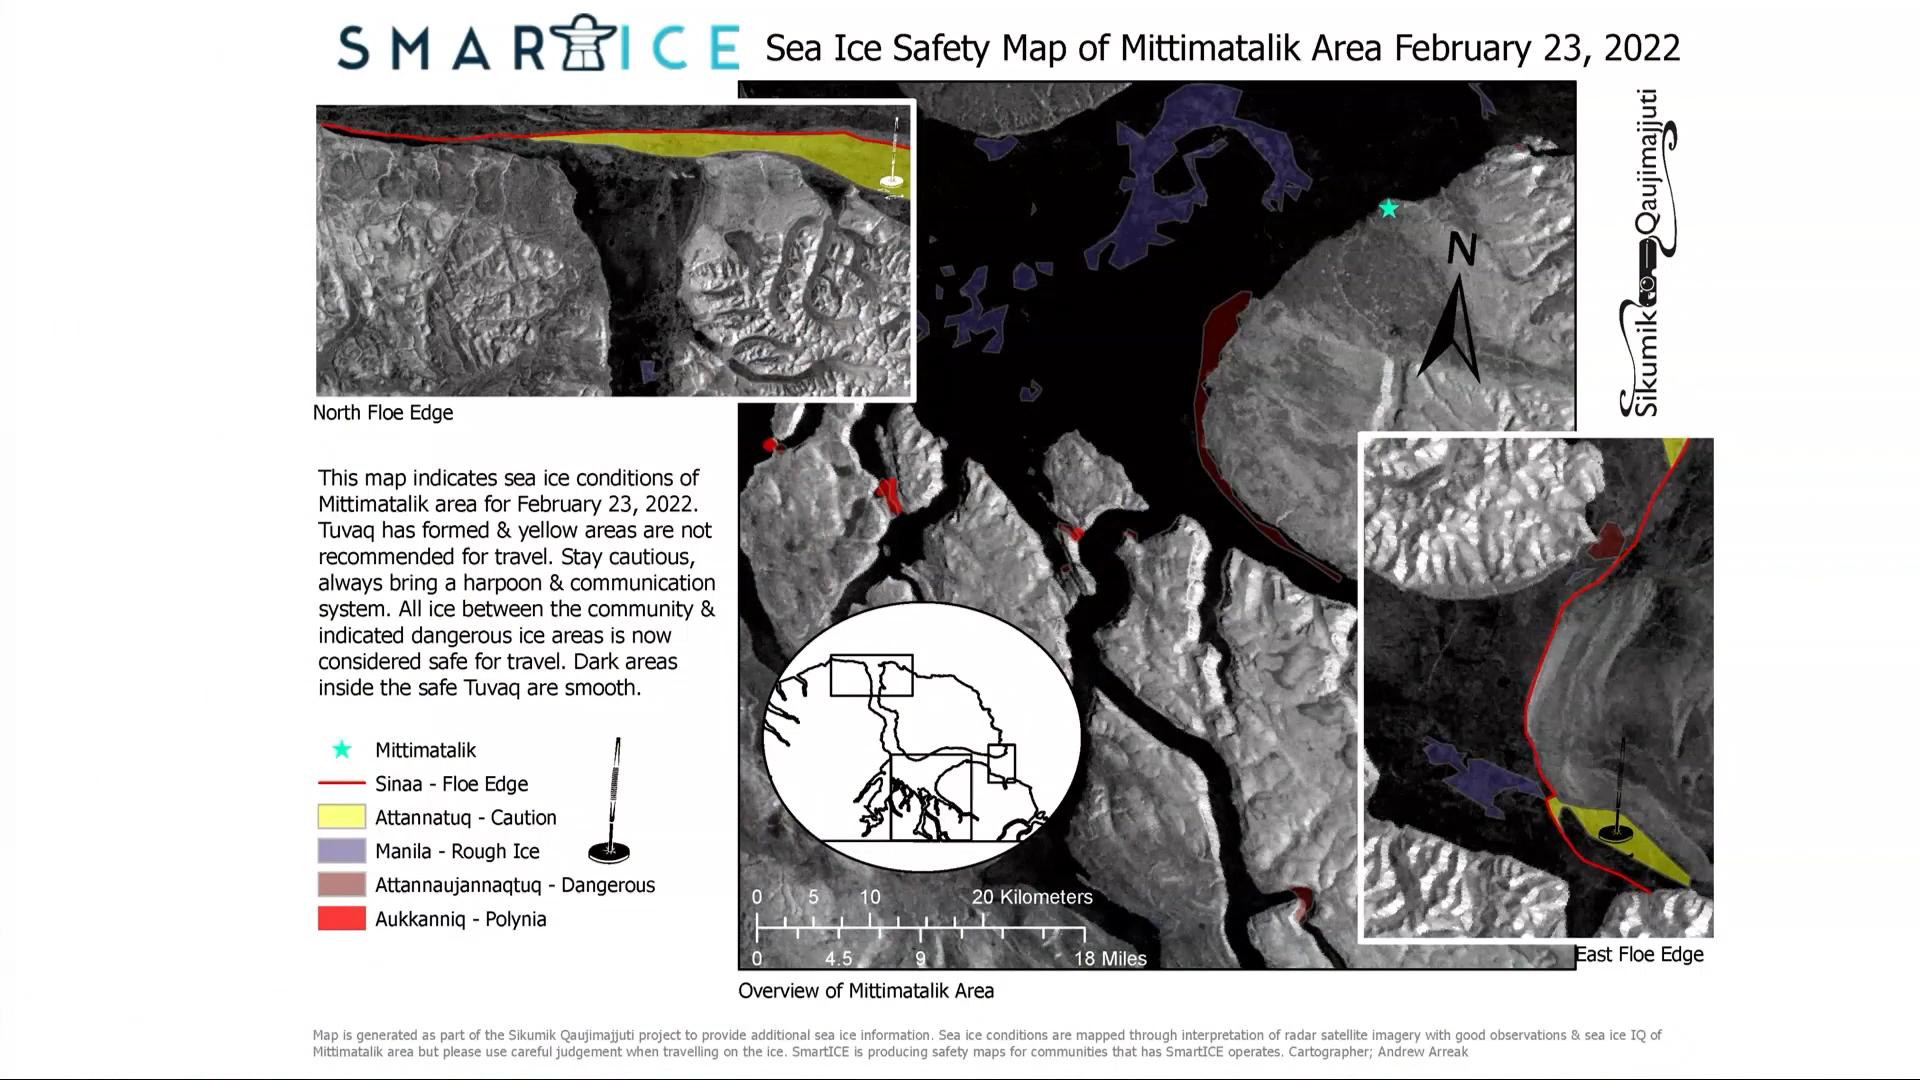 SMARTICE
Sea Ice Safety Map of Mittimatalik Area February 23, 2022
Sikumik Qaujimajjuti
N
North Floe Edge
This map indicates sea ice conditions of
Mittimatalik area for February 23, 2022.
Tuvaq has formed & yellow areas are not
recommended for travel. Stay cautious,
always bring a harpoon & communication
system. All ice between the community &
indicated dangerous ice areas is now
considered safe for travel. Dark areas
inside the safe Tuvaq are smooth.
Mittimatalik
Sinaa - Floe Edge
Attannatuq - Caution
Manila - Rough Ice
Attannaujannaqtuq - Dangerous
Aukkanniq - Polynia
0 5 10 20 Kilometers
0 4.5 9 18 Miles
East Floe Edge
Overview of Mittimatalik Area
Map is generated as part of the Sikumik Qaujimajjuti project to provide additional sea ice information. Sea ice conditions are mapped through interpretation of radar satellite imagery with good observations & sea ice IQ of
Mittimatalik area but please use careful judgement when travelling on the ice. SmartICE is producing safety maps for communities that has SmartICE operates. Cartographer; Andrew Arreak